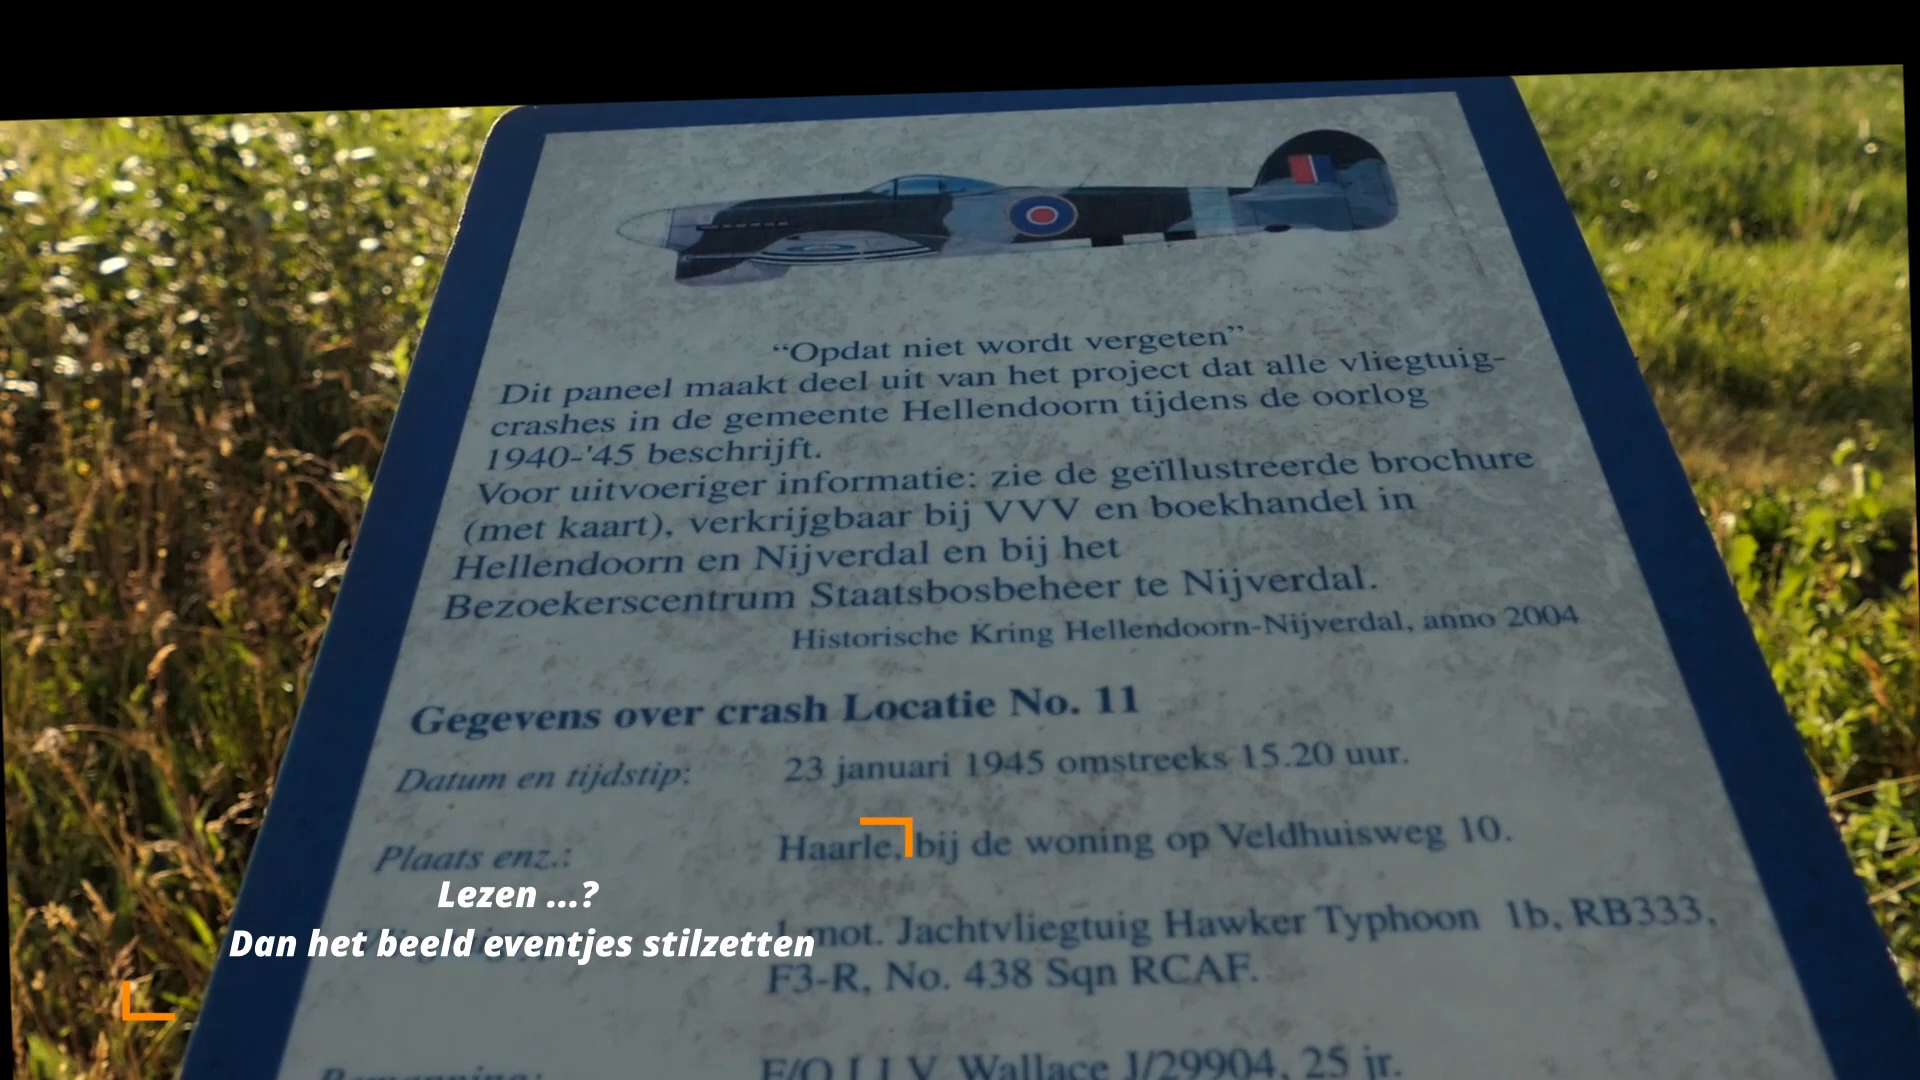 “Opdat niet wordt vergeten”
Dit paneel maakt deel uit van het project dat alle vliegtuig-
crashes in de gemeente Hellendoorn tijdens de oorlog
1940-'45 beschrijft.
Voor uitvoeriger informatie: zie de geïllustreerde brochure
(met kaart), verkrijgbaar bij VVV en boekhandel in
Hellendoorn en Nijverdal en bij het
Bezoekerscentrum Staatsbosbeheer te Nijverdal.
Historische Kring Hellendoorn-Nijverdal, anno 2004
Gegevens over crash Locatie No. 11
Datum en tijdstip: 23 januari 1945 omstreeks 15.20 uur.
Plaats enz.: Haarle, bij de woning op Veldhuisweg 10.
Lezen ...?
Dan het beeld eventjes stilzetten
mot. Jachtvliegtuig Hawker Typhoon 1b, RB333,
F3-R, No. 438 Sqn RCAF.
Wallace J/29904, 25 jr.